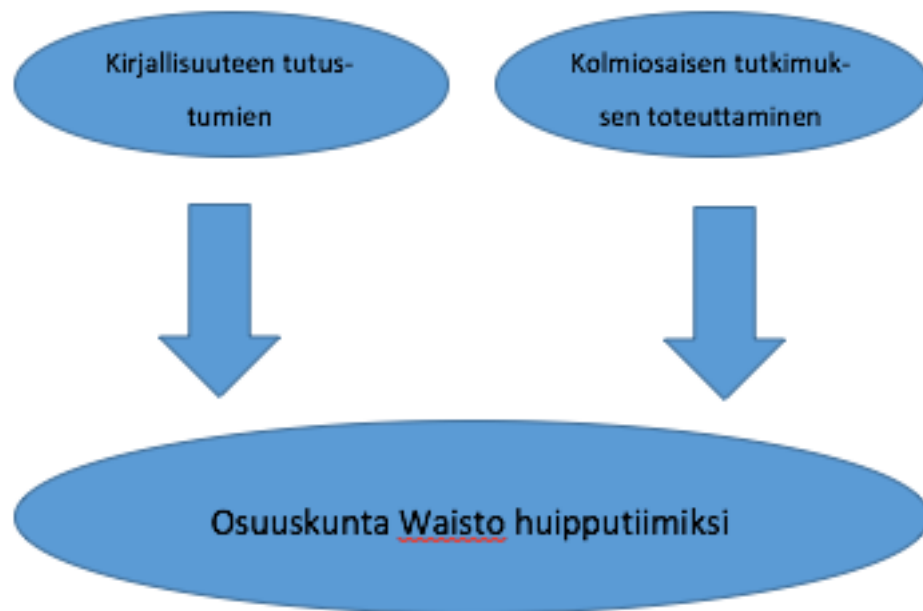 Kirjallisuuteen tutus-
tumien
Kolmiosaisen tutkimuk-
sen toteuttaminen
Osuuskunta Waisto huipputiimiksi